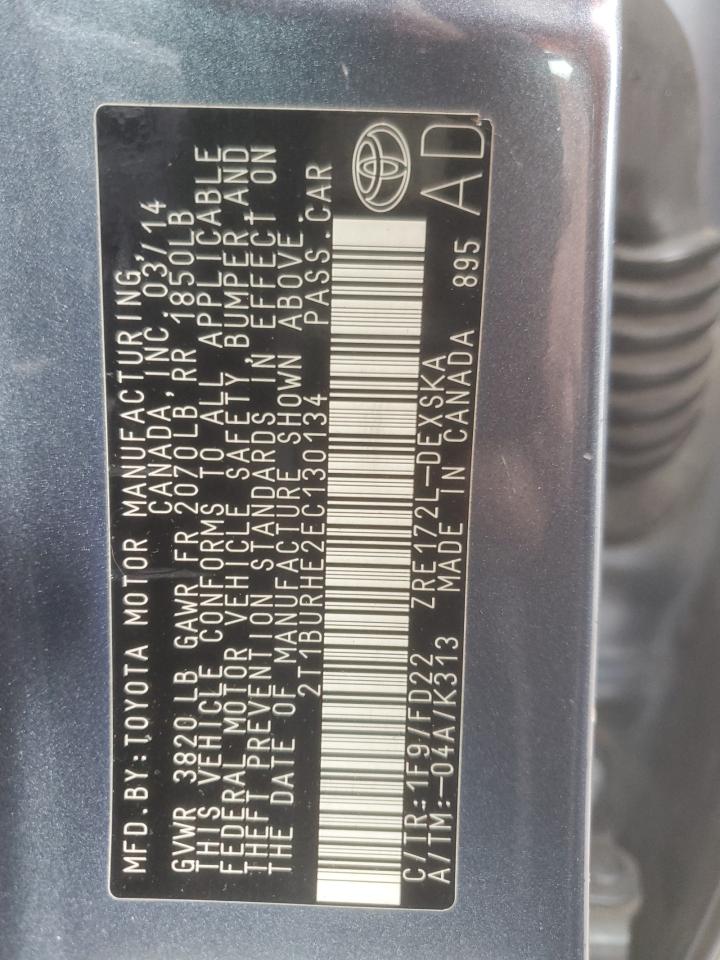 MFD.BY:TOYOTA MOTOR MANUFACTURING,
CANADA, INC. 03/14
GVWR 3820 LB GAWR FR 2070LB, RR 1850LB
THIS VEHICLE CONFORMS TO ALL APPLICABLE
FEDERAL MOTOR VEHICLE SAFETY, BUMPER, AND
THEFT PREVENTION STANDARDS IN EFFECT ON
THE DATE OF MANUFACTURE SHOWN ABOVE.
2T1BURHE2EC130134 PASS.CAR
C/TR:1F9/FD22 ZRE172L-DEXSKA 895
A/TM:-04A/K313 MADE IN CANADA AD